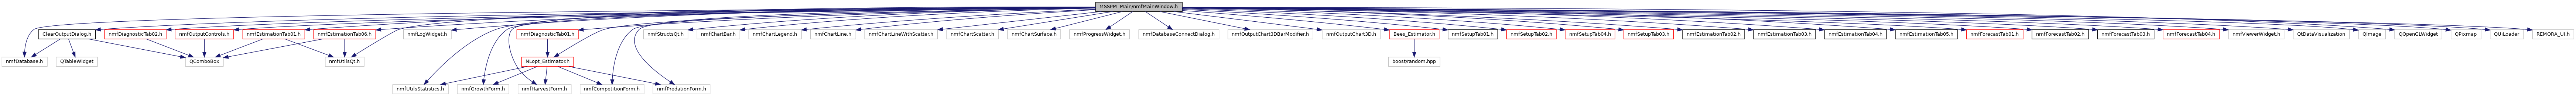 MSSPM_Main/nmfMainWindow.h
ClearOutputDialog.h
nmfDiagnosticTab02.h
nmfOutputControls.h
nmfEstimationTab01.h
nmfEstimationTab06.h
nmfLogWidget.h
nmfDiagnosticTab01.h
nmfStructsQt.h
nmfChartBar.h
nmfChartLegend.h
nmfChartLine.h
nmfChartLineWithScatter.h
nmfChartScatter.h
nmfChartSurface.h
nmfProgressWidget.h
nmfDatabaseConnectDialog.h
nmfOutputChart3DBarModifier.h
nmfOutputChart3D.h
Bees_Estimator.h
nmfSetupTab01.h
nmfSetupTab02.h
nmfSetupTab04.h
nmfSetupTab03.h
nmfEstimationTab02.h
nmfEstimationTab03.h
nmfEstimationTab04.h
nmfEstimationTab05.h
nmfForecastTab01.h
nmfForecastTab02.h
nmfForecastTab03.h
nmfForecastTab04.h
nmfViewerWidget.h
QtDataVisualization
QImage
QOpenGLWidget
QPixmap
QUiLoader
REMORA_UI.h
nmfDatabase.h
QTableWidget
QComboBox
nmfUtilsQt.h
NLopt_Estimator.h
boost/random.hpp
nmfUtilsStatistics.h
nmfGrowthForm.h
nmfHarvestForm.h
nmfCompetitionForm.h
nmfPredationForm.h